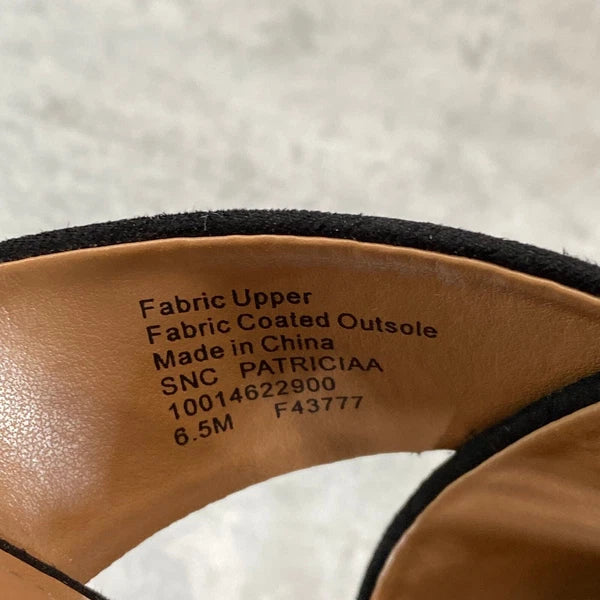 Fabric Upper
Fabric Coated Outsole
Made in China
SNC PATRICIAA
10014622900
6.5M F43777